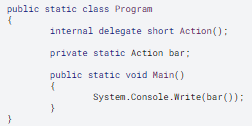 public static class Program
{
internal delegate short Action();
private static Action bar;
public static void Main()
{
System.Console.Write(bar());
}
}